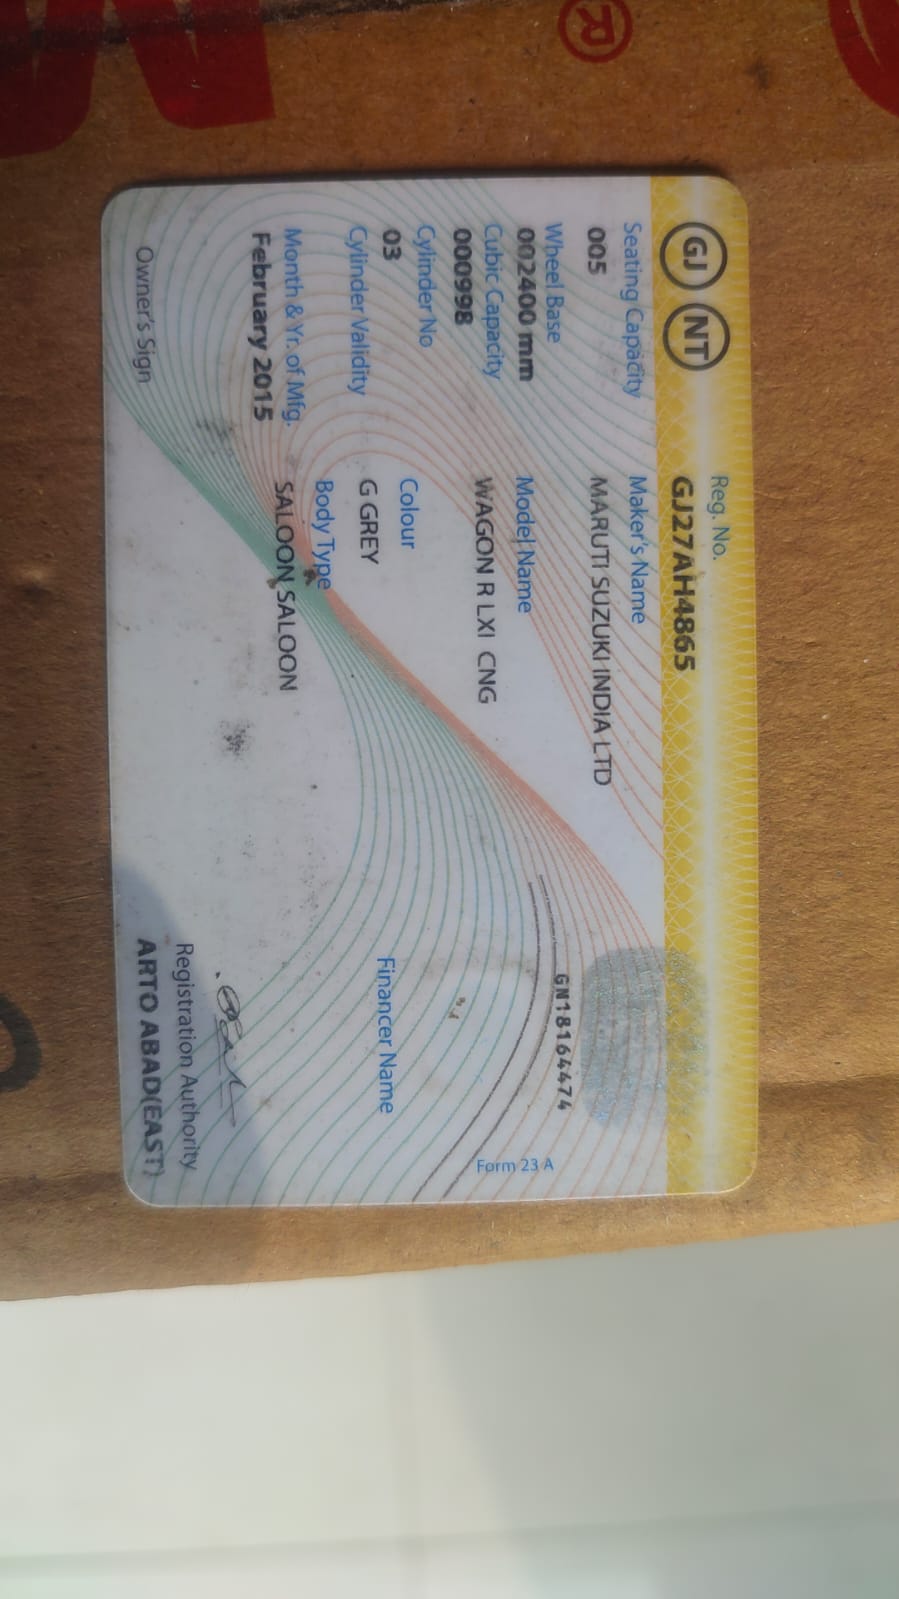 GJ NT
Reg. No.
GJ27AH4865
Seating Capacity
005
Maker's Name
MARUTI SUZUKI INDIA LTD
Wheel Base
002400 mm
Model Name
WAGON R LXI CNG
Cubic Capacity
000998
Cylinder No
03
Colour
G GREY
Cylinder Validity
Body Type
SALOON SALOON
Month & Yr. of Mfg.
February 2015
GN18164474
Form 23 A
Financer Name
Owner's Sign
Registration Authority
ARTO ABAD(EAST)
®